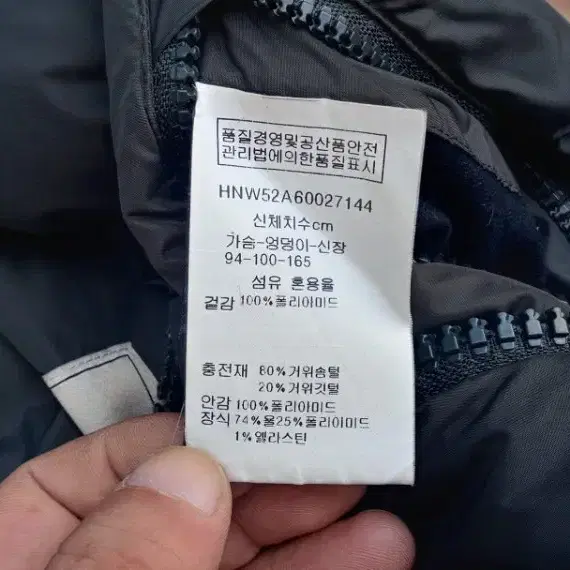 품질경영및공산품안전
관리법에의한품질표시
HNW52A60027144
신체치수cm
가슴-엉덩이-신장
94-100-165
섬유 혼용율
겉감 100%폴리아미드
충전재 80%거위솜털
20%거위깃털
안감 100%폴리아미드
장식 74%울25%폴리아미드
1%엘라스틴